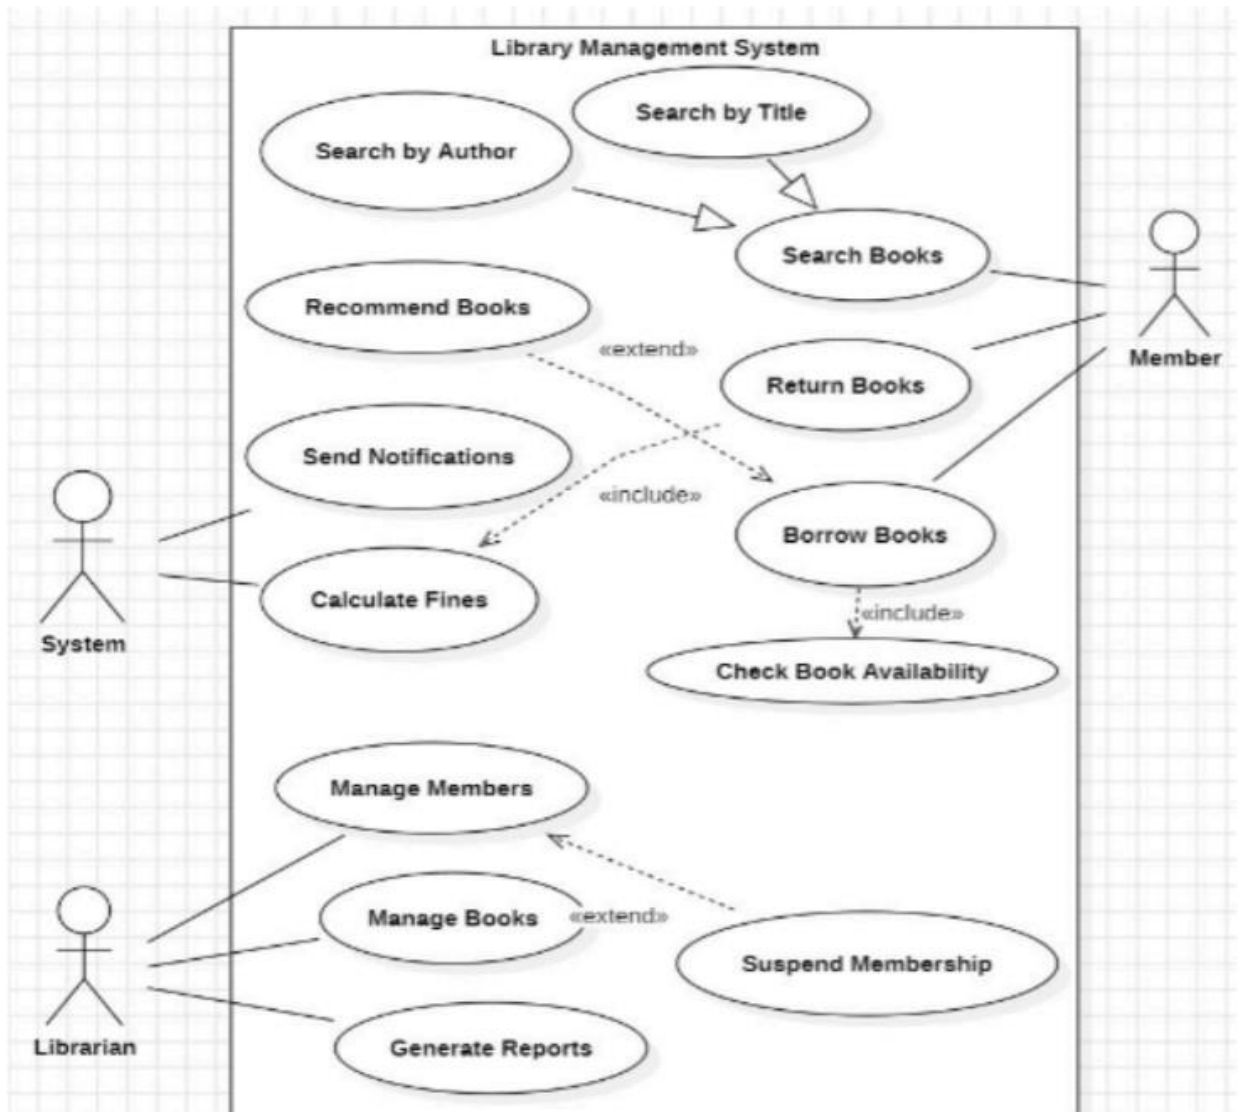 Library Management System
Search by Title
Search by Author
Search Books
Recommend Books
«extend»
Return Books
Member
Send Notifications
«include»
Borrow Books
Calculate Fines
«include»
System
Check Book Availability
Manage Members
Manage Books
«extend»
Suspend Membership
Librarian
Generate Reports